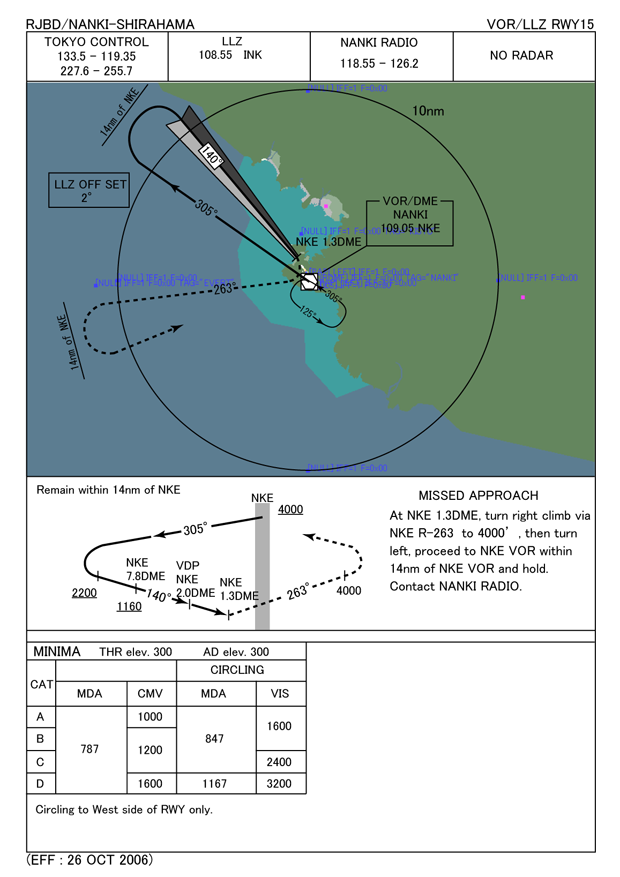 RJBD/NANKI-SHIRAHAMA
VOR/LLZ RWY15
TOKYO CONTROL
133.5 - 119.35
227.6 - 255.7
LLZ
108.55 INK
NANKI RADIO
118.55 - 126.2
NO RADAR
[NULL] IFF=1 F=0x00
14nm of NKE
10nm
140°
LLZ OFF SET
2°
305°
VOR/DME
NANKI
109.05 NKE
[NULL] IFF=1 F=0x00
NKE 1.3DME
[NULL] IFF=1 F=0x00
[NULL] IFF=1 F=0x00
[NULL] IFF=1 F=0x00
263°
305°
125°
14nm of NKE
[NULL] IFF=1 F=0x00
Remain within 14nm of NKE
NKE
4000
305°
NKE
7.8DME
VDP
NKE
2.0DME
NKE
1.3DME
2200
1160
140°
263°
4000
MISSED APPROACH
At NKE 1.3DME, turn right climb via
NKE R-263 to 4000', then turn
left, proceed to NKE VOR within
14nm of NKE VOR and hold.
Contact NANKI RADIO.
MINIMA THR elev. 300 AD elev. 300
CAT
CIRCLING
MDA CMV MDA VIS
A 1000
B
787 1200 847 1600
C 2400
D 1600 1167 3200
Circling to West side of RWY only.
(EFF : 26 OCT 2006)